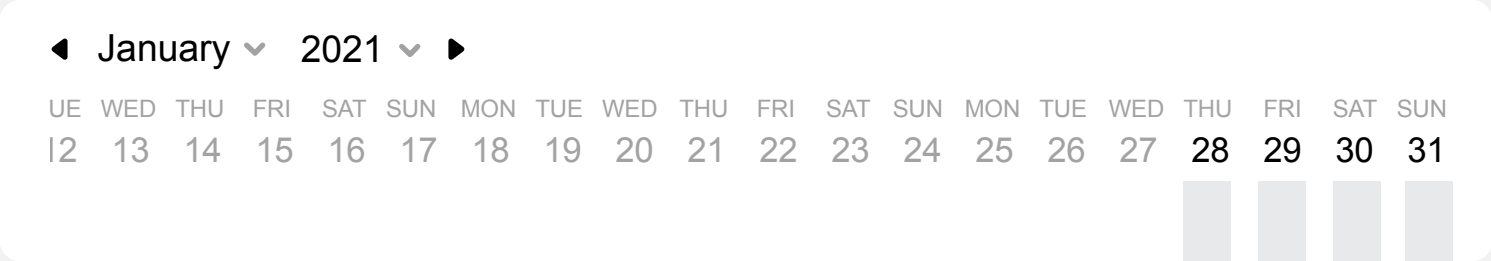 January 2021
UE WED THU FRI SAT SUN MON TUE WED THU FRI SAT SUN MON TUE WED THU FRI SAT SUN
12 13 14 15 16 17 18 19 20 21 22 23 24 25 26 27 28 29 30 31